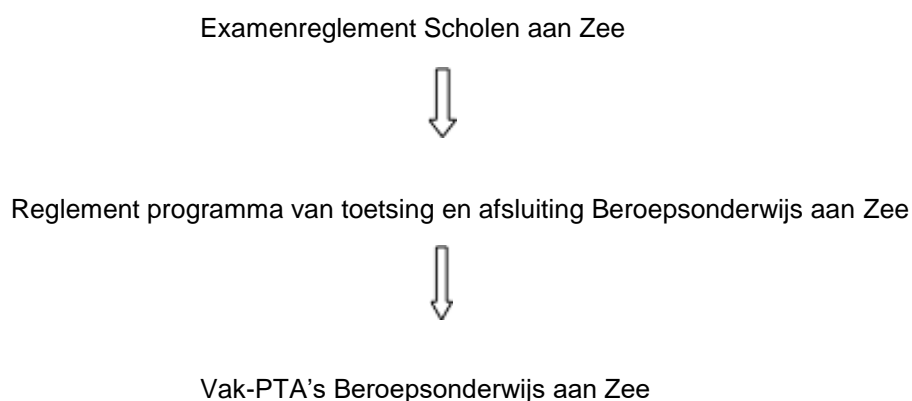 Examenreglement Scholen aan Zee
Reglement programma van toetsing en afsluiting Beroepsonderwijs aan Zee
Vak-PTA's Beroepsonderwijs aan Zee